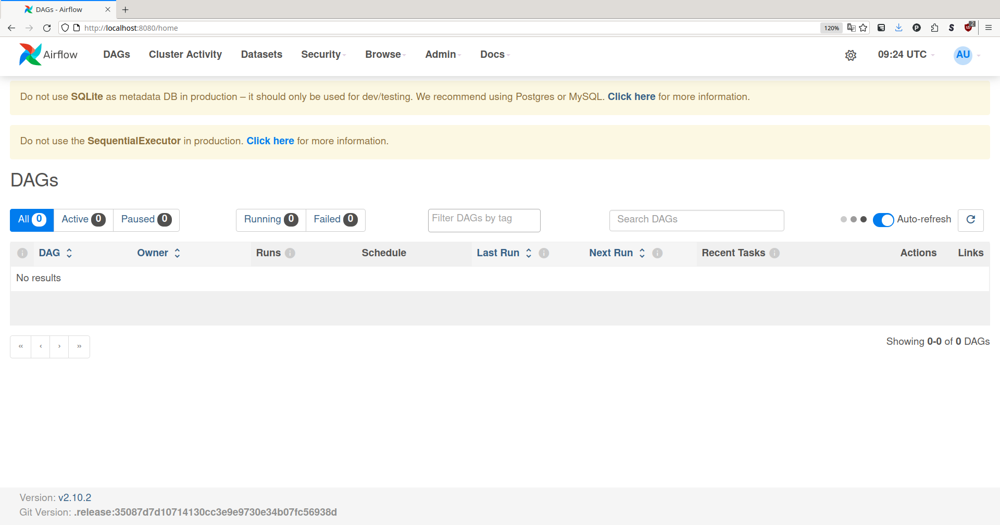 DAGs - Airflow
http://localhost:8080/home 120% 2
Airflow DAGs Cluster Activity Datasets Security Browse Admin Docs 09:24 UTC AU
Do not use SQLite as metadata DB in production – it should only be used for dev/testing. We recommend using Postgres or MySQL. Click here for more information.
Do not use the SequentialExecutor in production. Click here for more information.
DAGs
All 0 Active 0 Paused 0 Running 0 Failed 0 Filter DAGs by tag Search DAGs Auto-refresh
DAG Owner Runs Schedule Last Run Next Run Recent Tasks Actions Links
No results
« ‹ › » Showing 0-0 of 0 DAGs
Version: v2.10.2
Git Version: .release:35087d7d10714130cc3e9e9730e34b07fc56938d